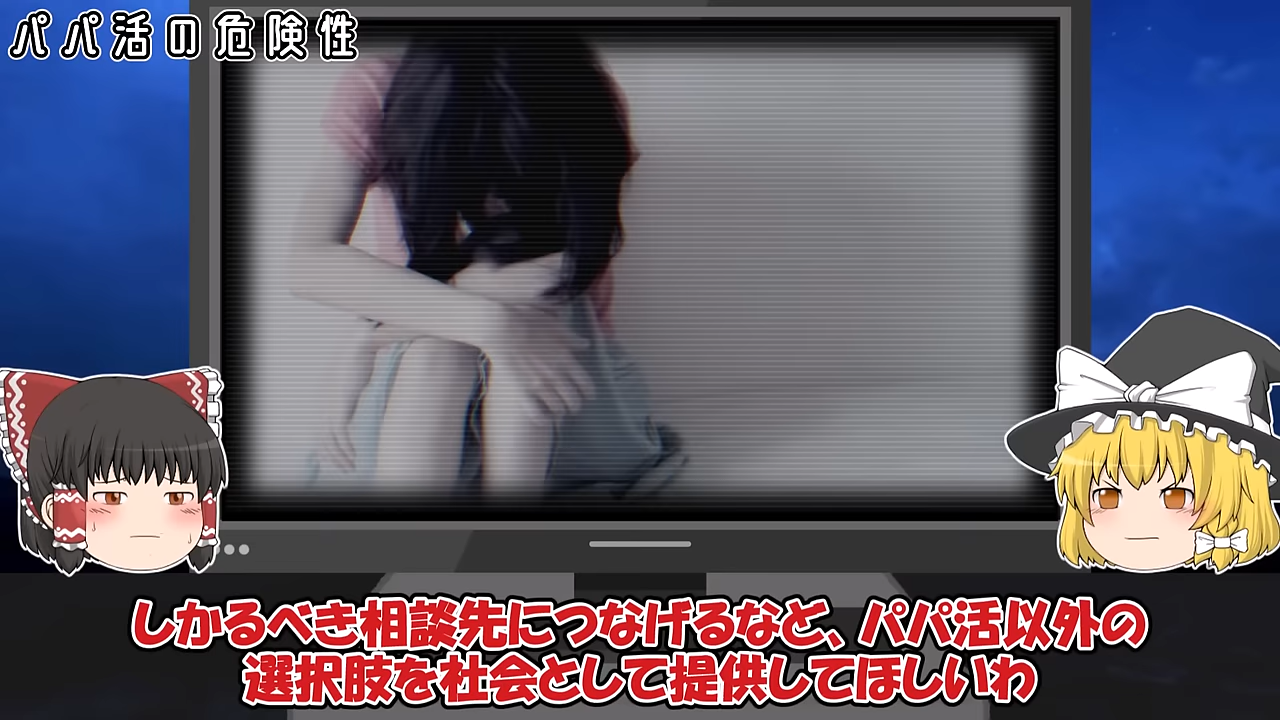 パパ活の危険性
しかるべき相談先につなげるなど、パパ活以外の
選択肢を社会として提供してほしいわ